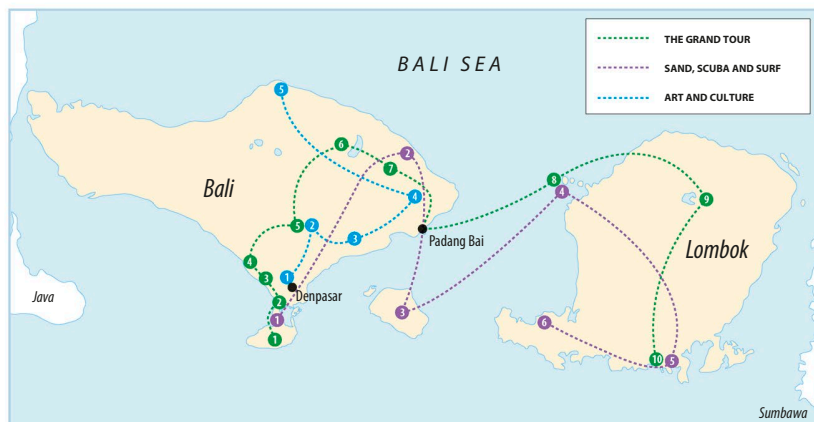 THE GRAND TOUR
SAND, SCUBA AND SURF
ART AND CULTURE
BALI SEA
5
6
2
7
Bali
4
8
4
9
5
2
3
Padang Bai
Lombok
4
3
1
Denpasar
Java
2
1
3
6
1
10
5
Sumbawa